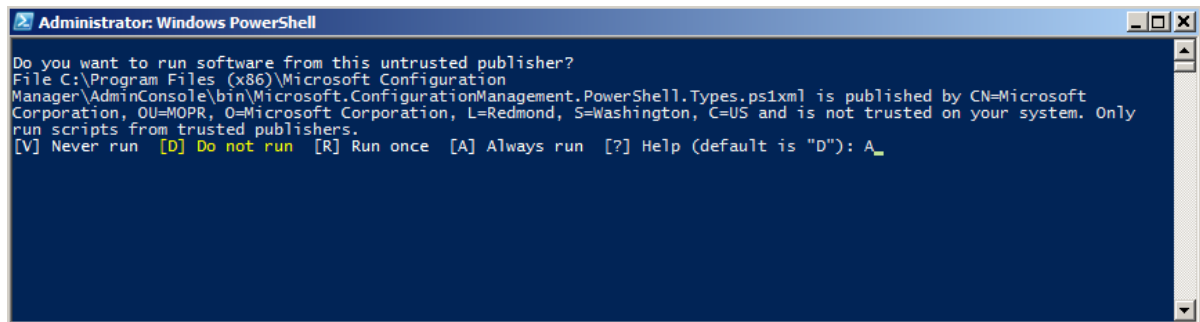 Administrator: Windows PowerShell
Do you want to run software from this untrusted publisher?
File C:\Program Files (x86)\Microsoft Configuration
Manager\AdminConsole\bin\Microsoft.ConfigurationManagement.PowerShell.Types.ps1xml is published by CN=Microsoft
Corporation, OU=MOPR, O=Microsoft Corporation, L=Redmond, S=Washington, C=US and is not trusted on your system. Only
run scripts from trusted publishers.
[V] Never run  [D] Do not run  [R] Run once  [A] Always run  [?] Help (default is "D"): A